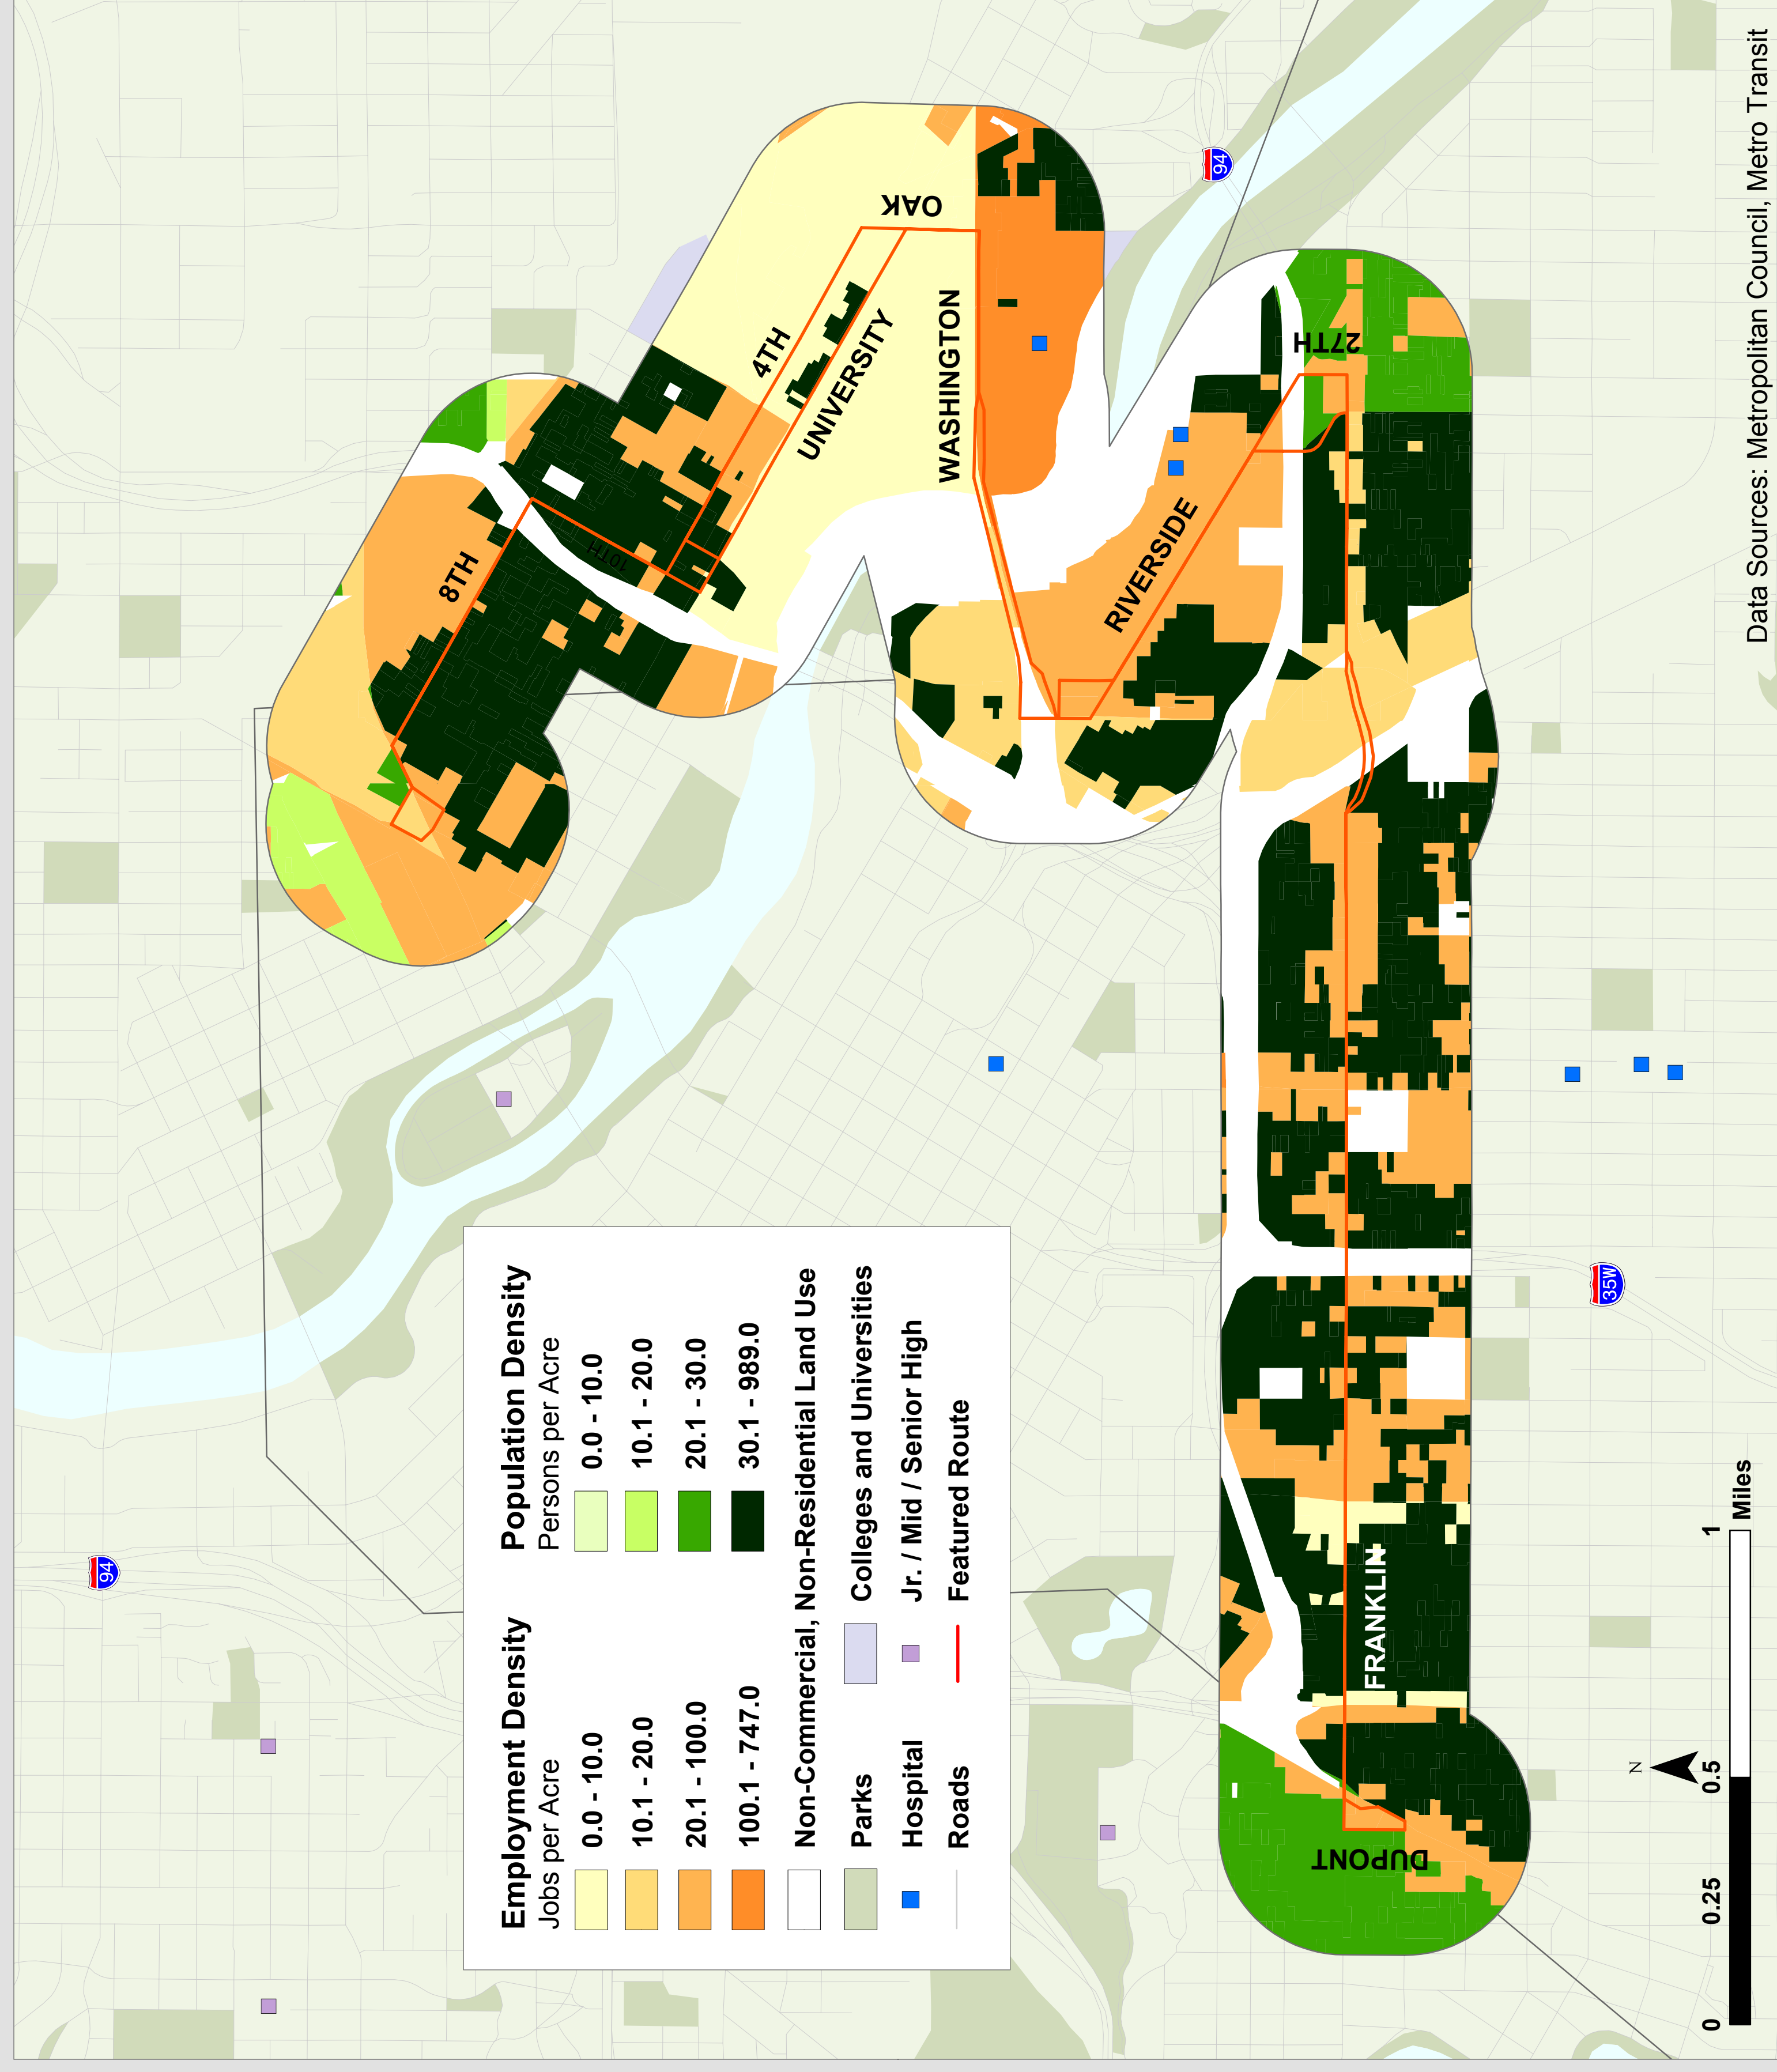 94
8TH
10TH
4TH
UNIVERSITY
OAK
WASHINGTON
94
RIVERSIDE
27TH
Employment Density
Jobs per Acre
0.0 - 10.0
10.1 - 20.0
20.1 - 100.0
100.1 - 747.0
Population Density
Persons per Acre
0.0 - 10.0
10.1 - 20.0
20.1 - 30.0
30.1 - 989.0
Non-Commercial, Non-Residential Land Use
Parks
Colleges and Universities
Hospital
Jr. / Mid / Senior High
Roads
Featured Route
FRANKLIN
DUPONT
35W
N
0 0.25 0.5 1
Miles
Data Sources: Metropolitan Council, Metro Transit